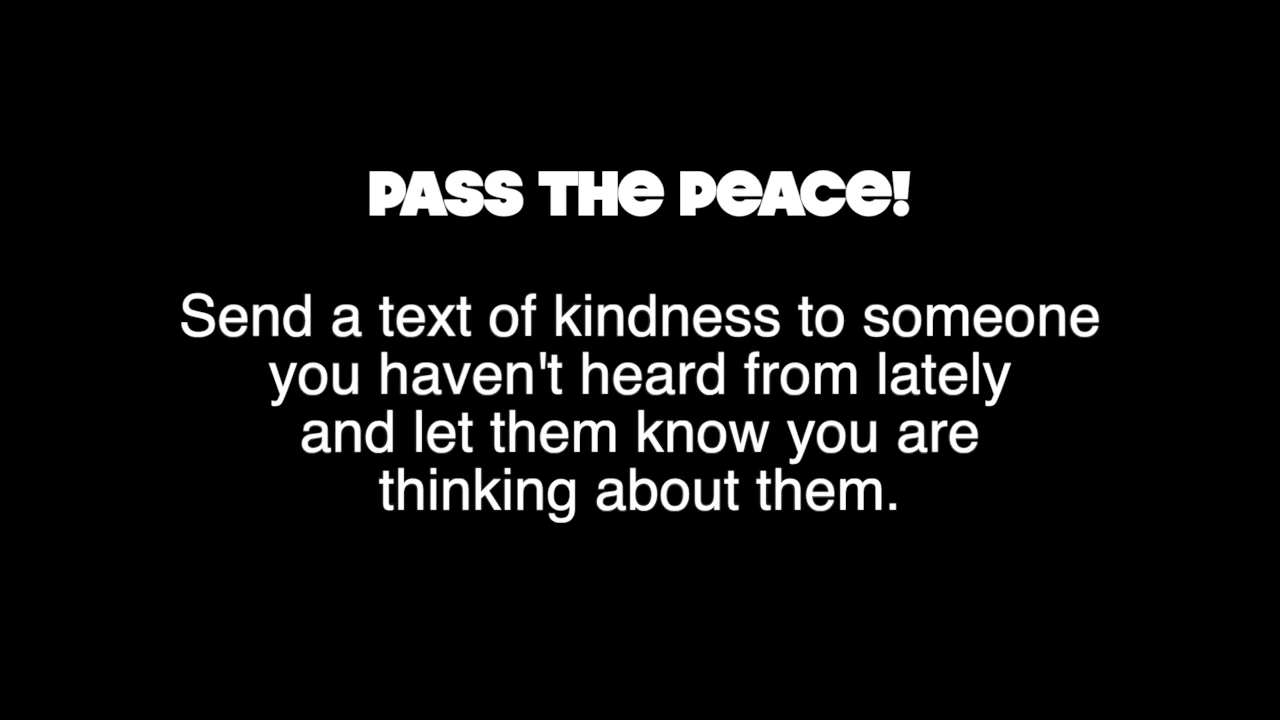 PASS THE PEACE!
Send a text of kindness to someone
you haven't heard from lately
and let them know you are
thinking about them.